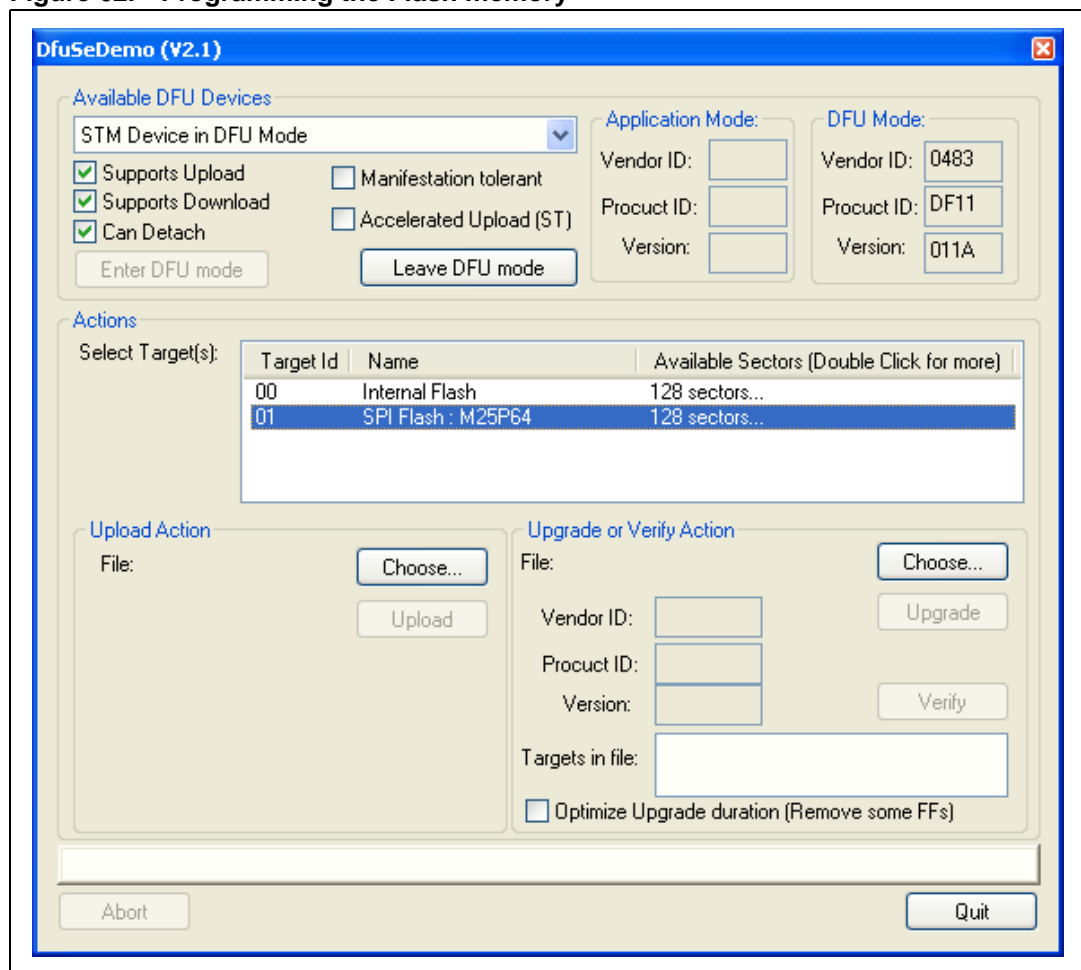 DfuSeDemo (V2.1)
Available DFU Devices
STM Device in DFU Mode
Supports Upload
Supports Download
Can Detach
Manifestation tolerant
Accelerated Upload (ST)
Enter DFU mode
Leave DFU mode
Application Mode:
Vendor ID:
Procuct ID:
Version:
DFU Mode:
Vendor ID: 0483
Procuct ID: DF11
Version: 011A
Actions
Select Target(s):
Target Id Name Available Sectors (Double Click for more)
00 Internal Flash 128 sectors...
01 SPI Flash : M25P64 128 sectors...
Upload Action
File:
Choose...
Upload
Upgrade or Verify Action
File:
Choose...
Vendor ID:
Upgrade
Procuct ID:
Version:
Verify
Targets in file:
Optimize Upgrade duration (Remove some FFs)
Abort
Quit